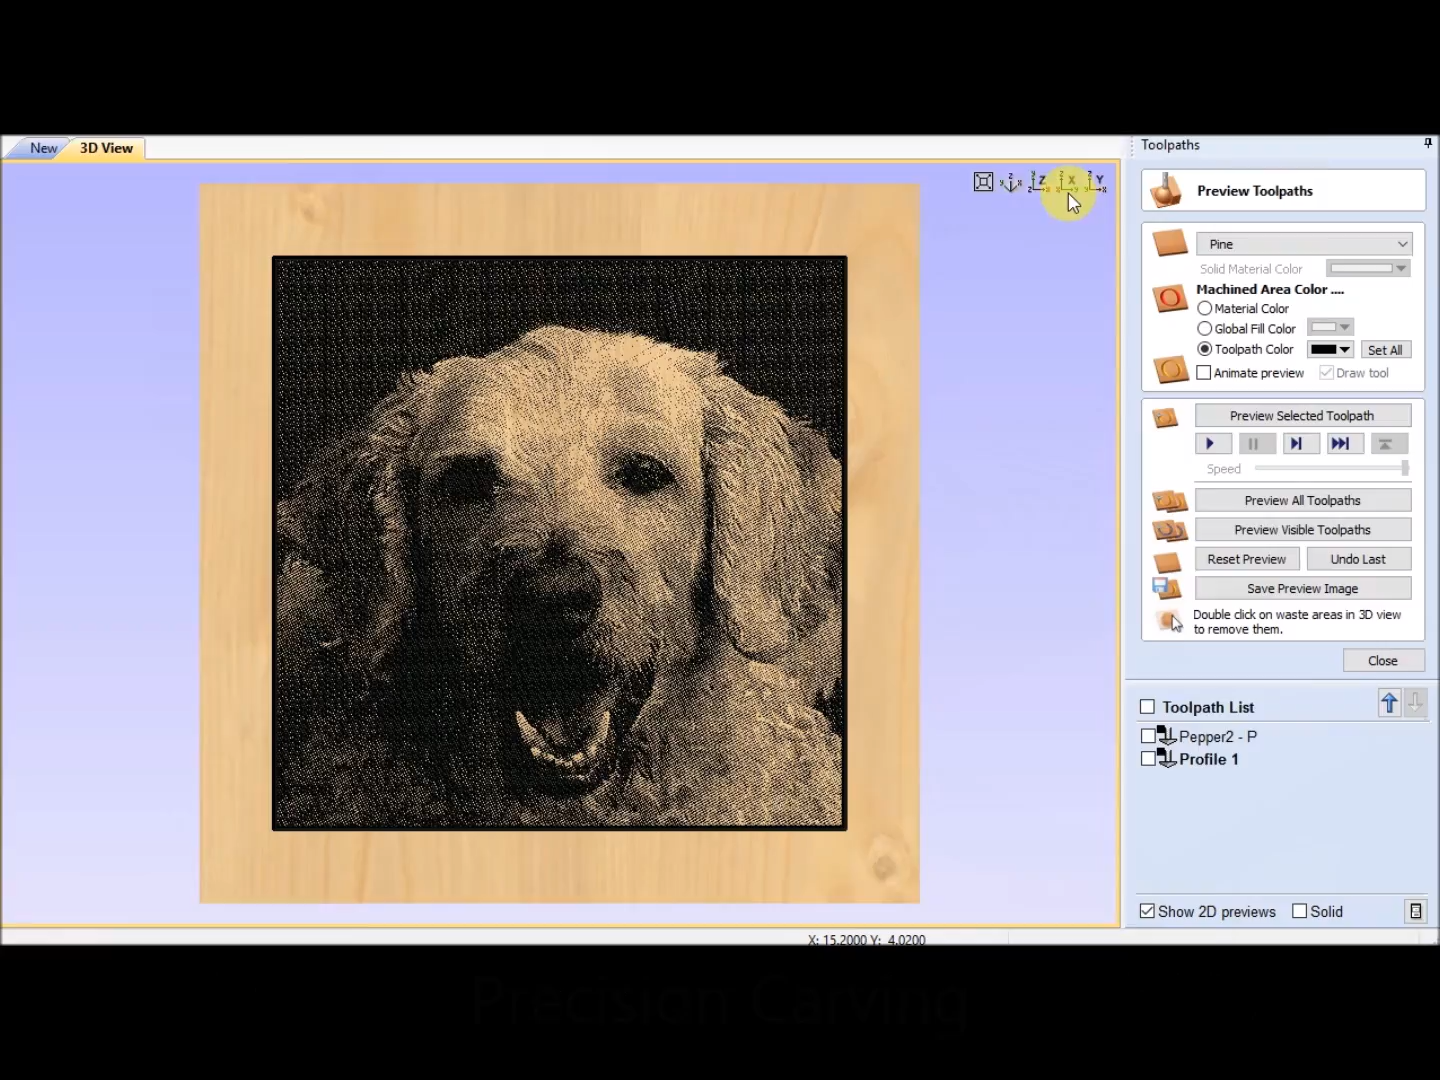 New
3D View
Z
X
Y
Toolpaths
Preview Toolpaths
Pine
Solid Material Color
Machined Area Color ....
Material Color
Global Fill Color
Toolpath Color
Set All
Animate preview
Draw tool
Preview Selected Toolpath
Speed
Preview All Toolpaths
Preview Visible Toolpaths
Reset Preview
Undo Last
Save Preview Image
Double click on waste areas in 3D view
to remove them.
Close
Toolpath List
Pepper2 - P
Profile 1
Show 2D previews
Solid
X: 15.2000 Y: 4.0200
Precision Carving